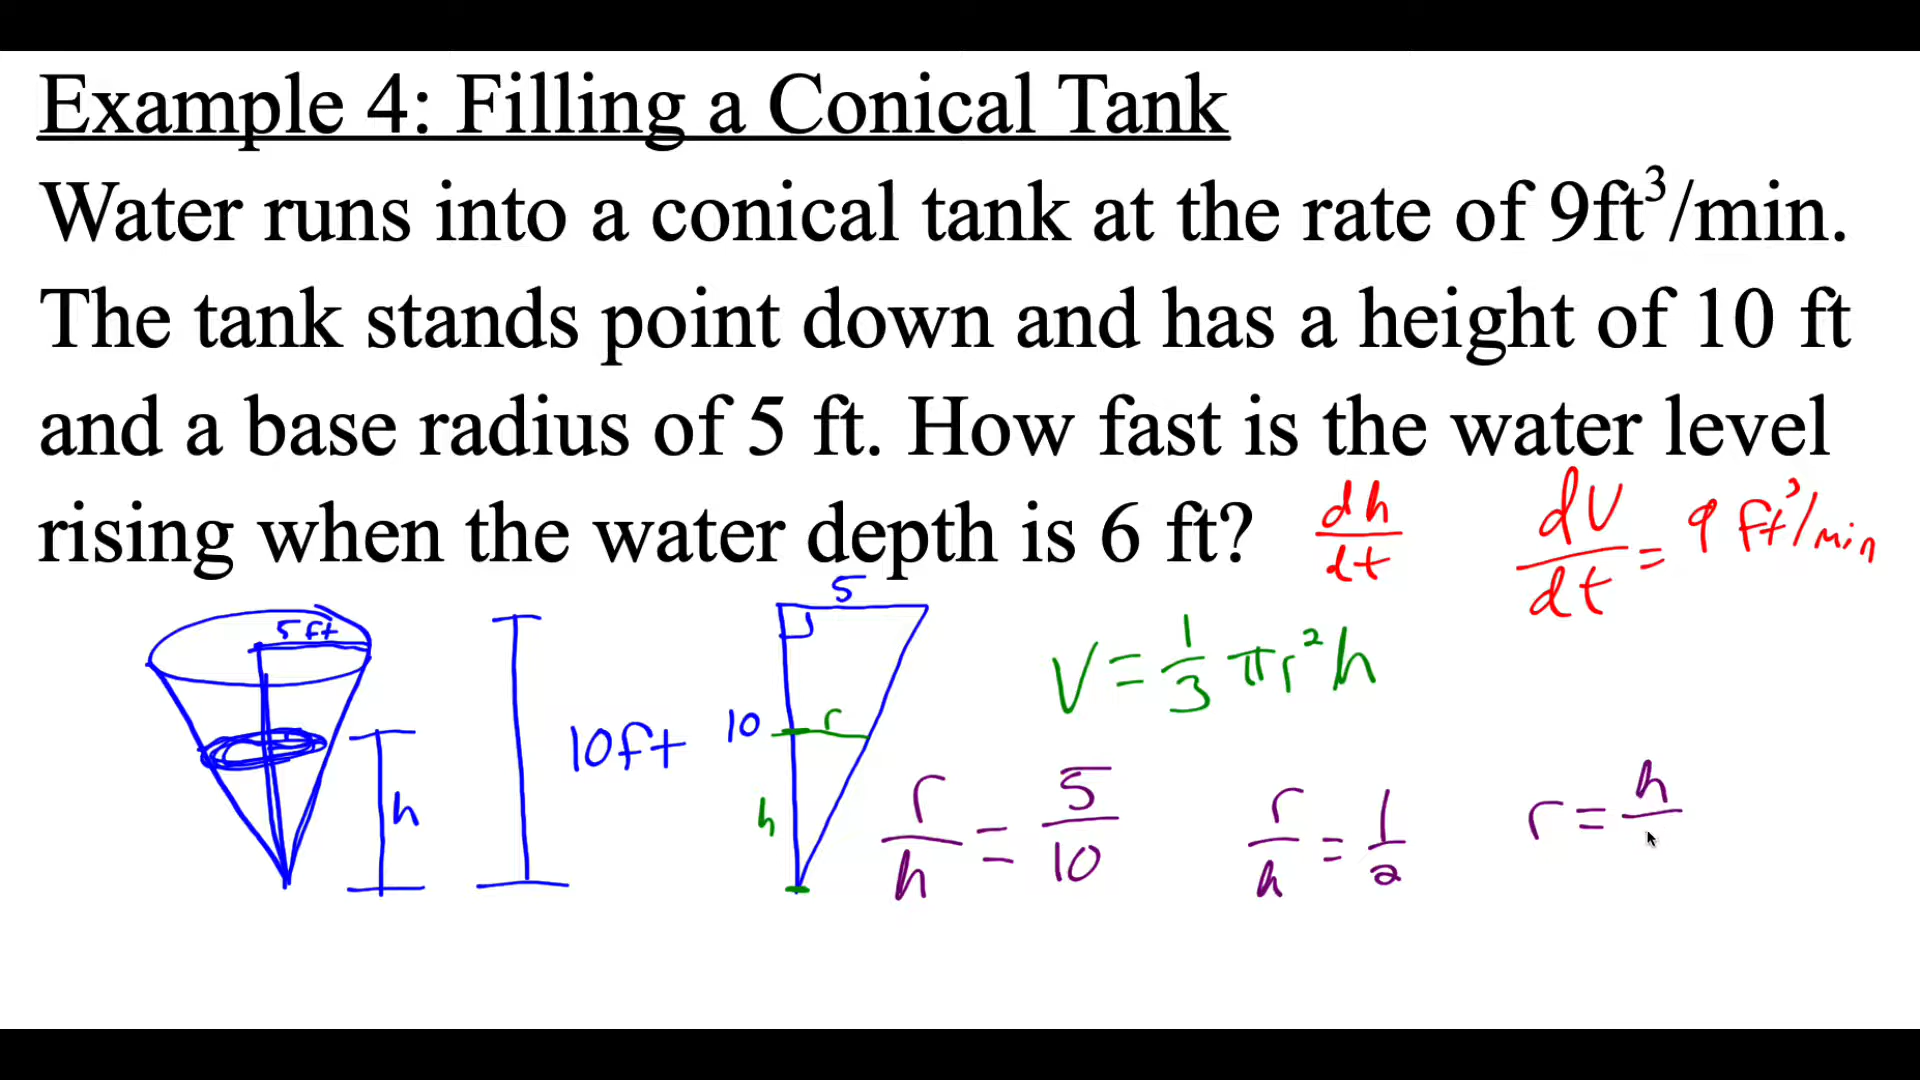 Example 4: Filling a Conical Tank
Water runs into a conical tank at the rate of 9ft³/min.
The tank stands point down and has a height of 10 ft
and a base radius of 5 ft. How fast is the water level
rising when the water depth is 6 ft?
dh/dt
dV/dt = 9 ft³/min
5 ft
h
10ft
5
10
r
h
V = 1/3 πr²h
r/h = 5/10
r/h = 1/2
r = h/